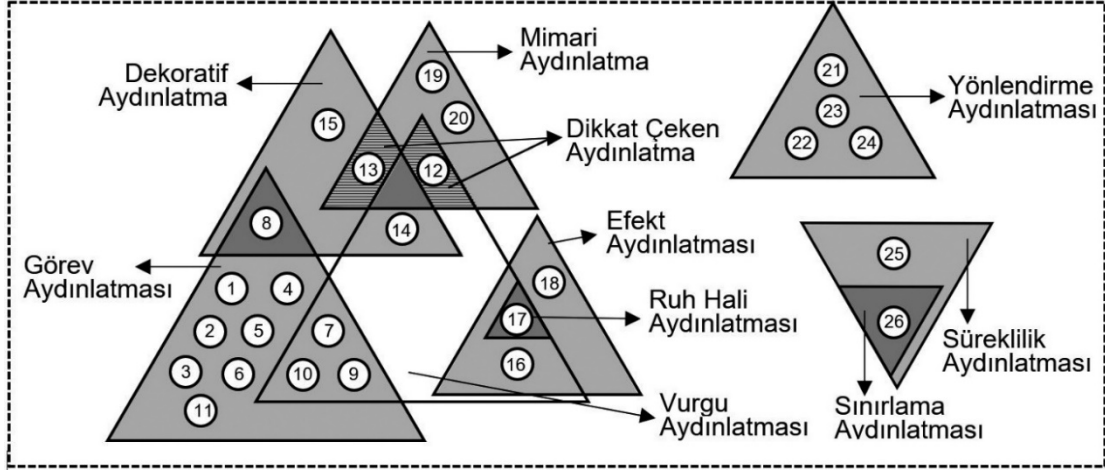 Dekoratif
Aydınlatma
Mimari
Aydınlatma
Dikkat Çeken
Aydınlatma
Yönlendirme
Aydınlatması
Görev
Aydınlatması
Efekt
Aydınlatması
Ruh Hali
Aydınlatması
Vurgu
Aydınlatması
Süreklilik
Aydınlatması
Sınırlama
Aydınlatması
19
20
15
13
12
8
14
1
4
2
5
7
3
6
10
9
11
18
17
16
21
23
22
24
25
26